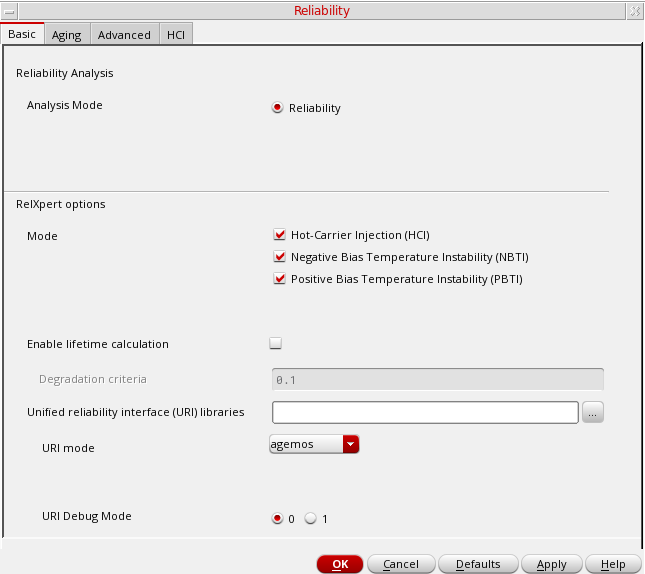 Reliability
Basic Aging Advanced HCI
Reliability Analysis
Analysis Mode Reliability
RelXpert options
Mode Hot-Carrier Injection (HCI)
Negative Bias Temperature Instability (NBTI)
Positive Bias Temperature Instability (PBTI)
Enable lifetime calculation
Degradation criteria 0.1
Unified reliability interface (URI) libraries ...
URI mode agemos
URI Debug Mode 0 1
OK Cancel Defaults Apply Help